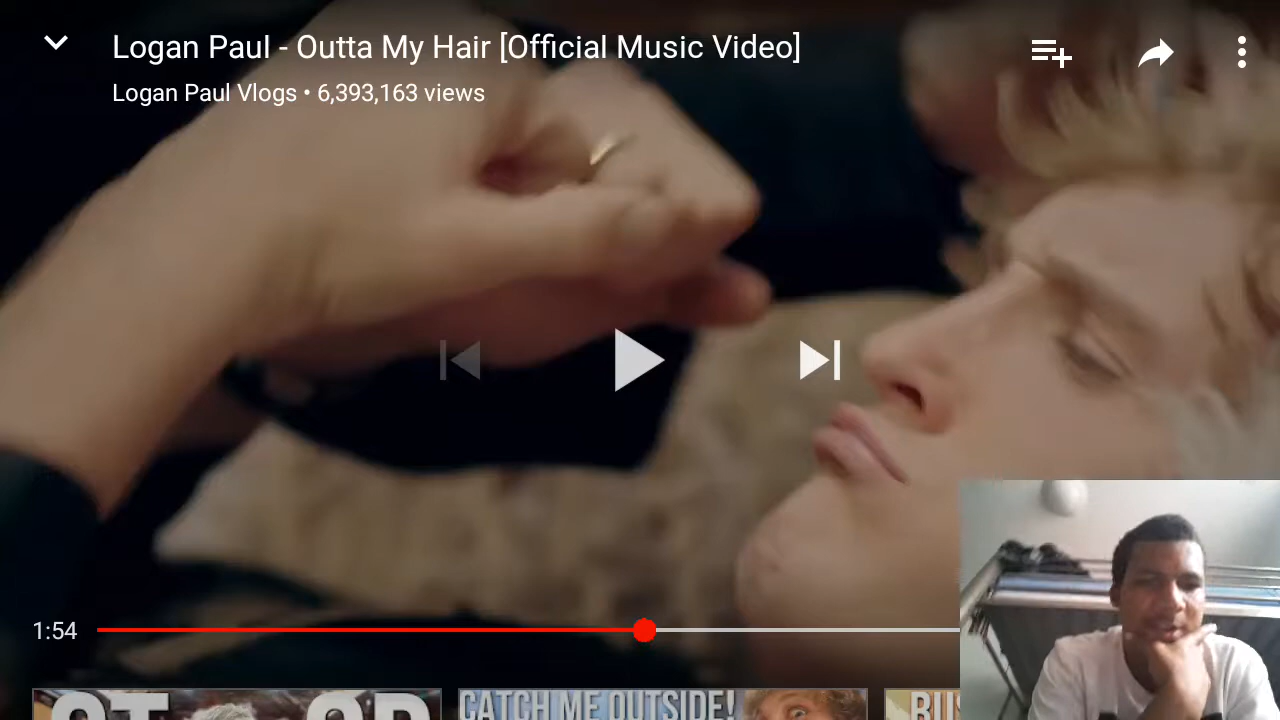 Logan Paul - Outta My Hair [Official Music Video]
Logan Paul Vlogs • 6,393,163 views
1:54
CATCH ME OUTSIDE!